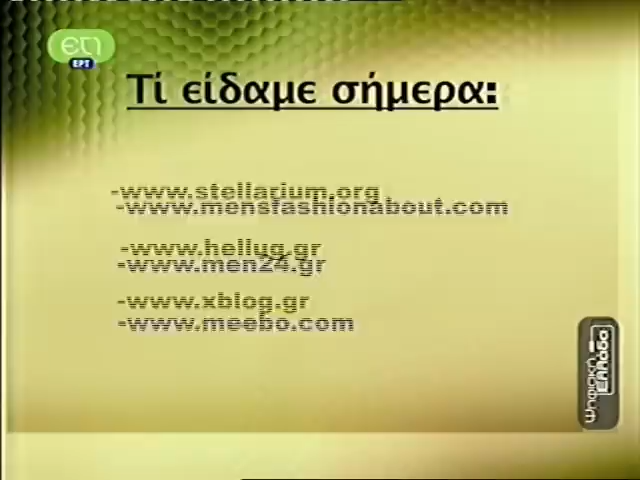 ετ1
ΕΡΤ
Τί είδαμε σήμερα:
-www.stellarium.org
-www.mensfashionabout.com
-www.hellug.gr
-www.men24.gr
-www.xblog.gr
-www.meebo.com
Ψηφιακή
Ελλάδα